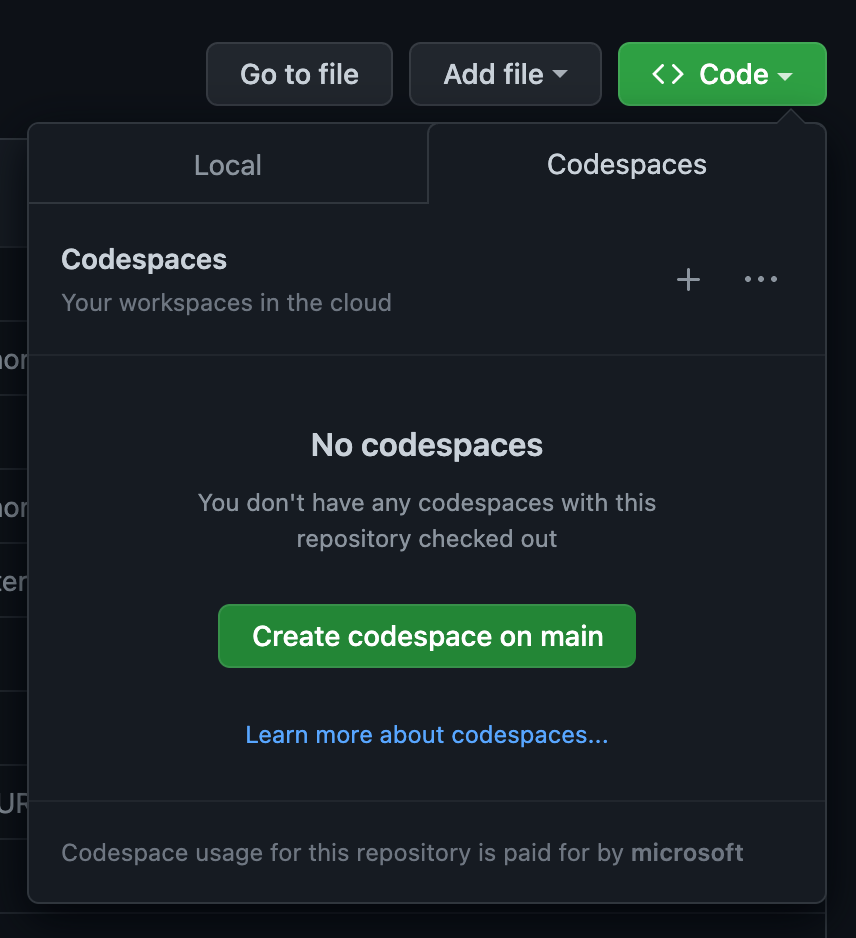 Go to file
Add file
Code
Local
Codespaces
Codespaces
Your workspaces in the cloud
No codespaces
You don't have any codespaces with this
repository checked out
Create codespace on main
Learn more about codespaces...
Codespace usage for this repository is paid for by microsoft